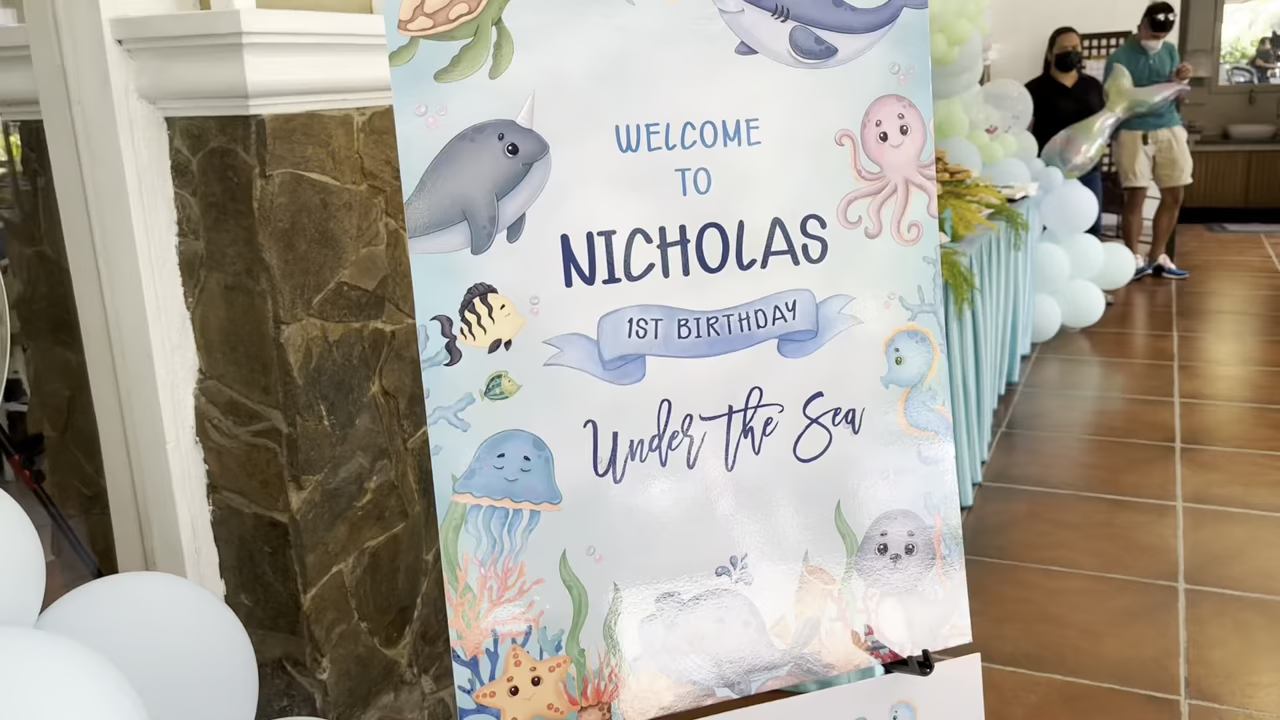 WELCOME
TO
NICHOLAS
1ST BIRTHDAY
Under the Sea